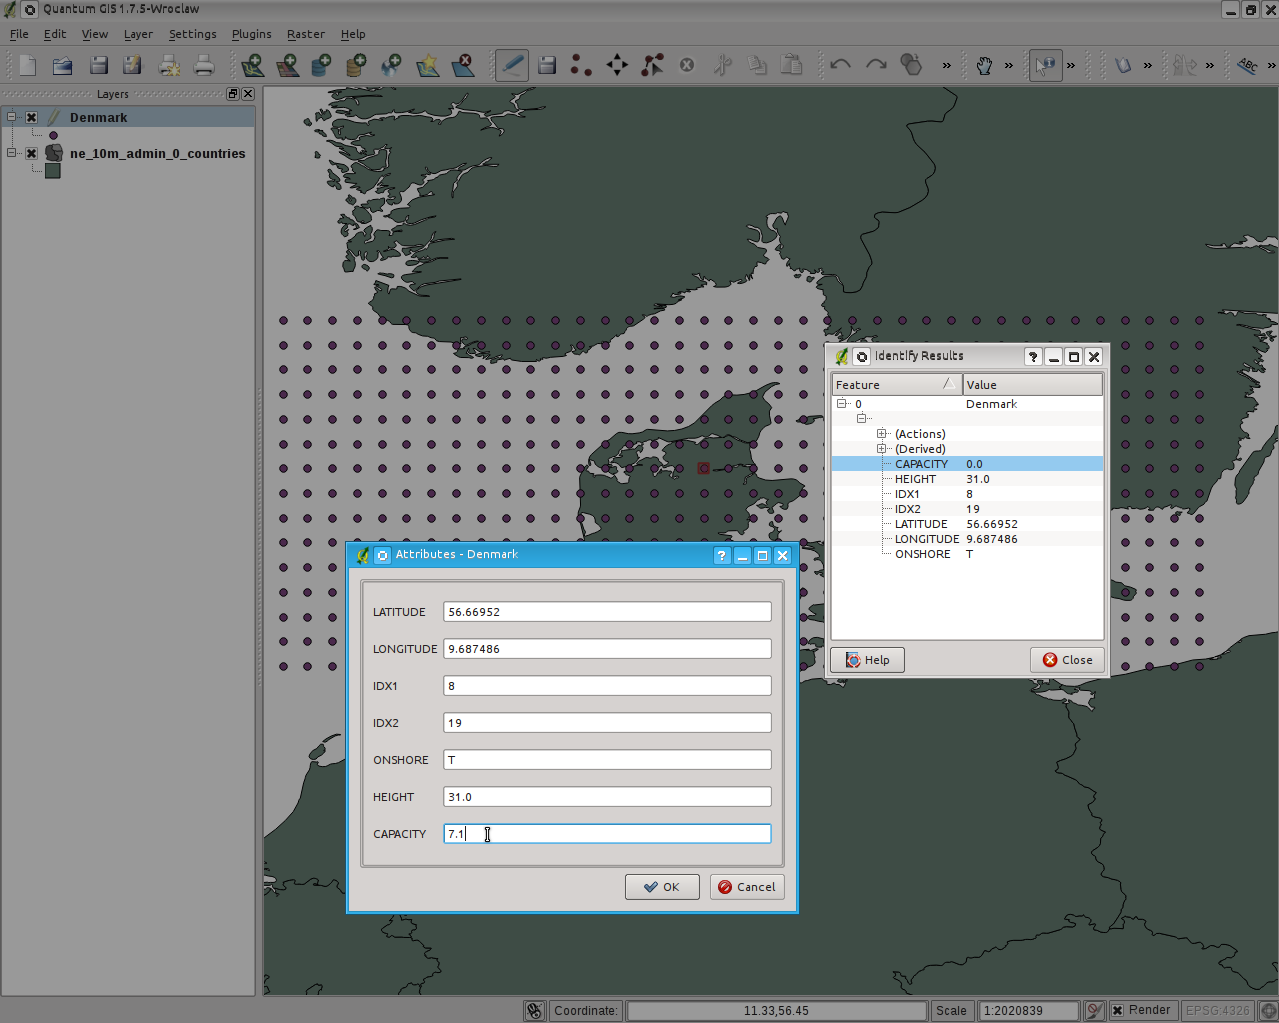 Quantum GIS 1.7.5-Wroclaw
File Edit View Layer Settings Plugins Raster Help
ABC
Layers
Denmark
ne_10m_admin_0_countries
Identify Results
?
Feature Value
0 Denmark
(Actions)
(Derived)
CAPACITY 0.0
HEIGHT 31.0
IDX1 8
IDX2 19
LATITUDE 56.66952
LONGITUDE 9.687486
ONSHORE T
Help Close
Attributes - Denmark
?
LATITUDE 56.66952
LONGITUDE 9.687486
IDX1 8
IDX2 19
ONSHORE T
HEIGHT 31.0
CAPACITY 7.1
OK Cancel
Coordinate: 11.33,56.45 Scale 1:2020839 Render EPSG:4326